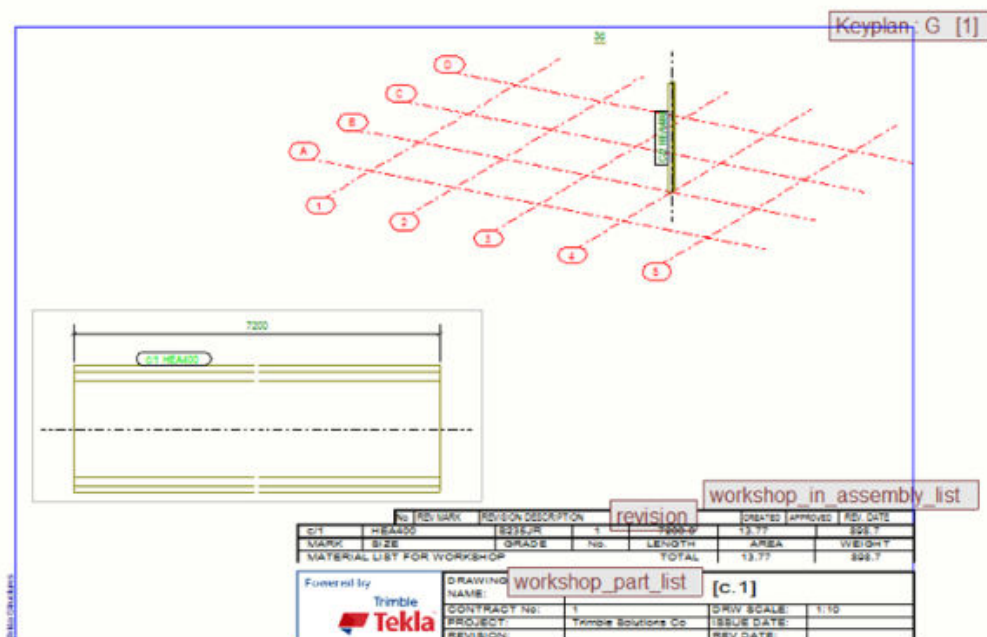 Keyplan : G [1]
D
C
B
A
1
2
3
4
5
7200
c/1 HEA400
workshop_in_assembly_list
No REV MARK REVISION DESCRIPTION revision CREATED APPROVED REV. DATE
c/1 HEA400 S235JR 1 13.77 898.7
MARK SIZE GRADE No. LENGTH AREA WEIGHT
MATERIAL LIST FOR WORKSHOP TOTAL 13.77 898.7
workshop_part_list
Powered by
Trimble
Tekla
DRAWING
NAME: [c.1]
CONTRACT No: 1 DRW SCALE: 1:10
PROJECT: Trimble Solutions Co ISSUE DATE:
REVISION: REV DATE:
Tekla Structures